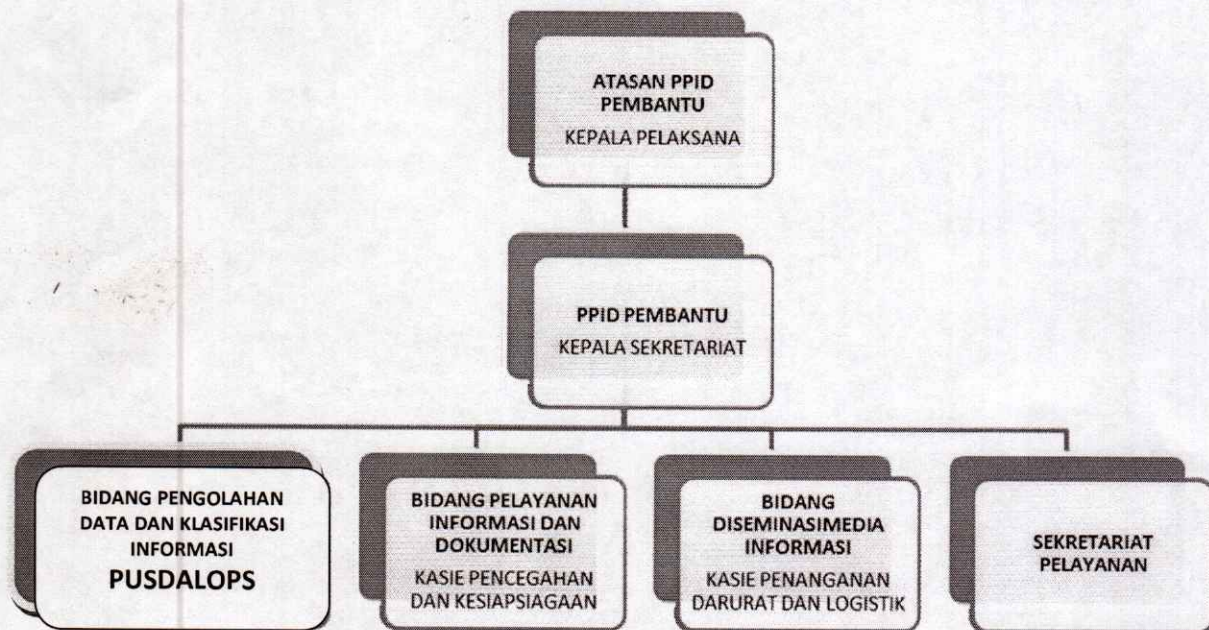 ATASAN PPID
PEMBANTU
KEPALA PELAKSANA
PPID PEMBANTU
KEPALA SEKRETARIAT
BIDANG PENGOLAHAN
DATA DAN KLASIFIKASI
INFORMASI
PUSDALOPS
BIDANG PELAYANAN
INFORMASI DAN
DOKUMENTASI
KASIE PENCEGAHAN
DAN KESIAPSIAGAAN
BIDANG
DISEMINASIMEDIA
INFORMASI
KASIE PENANGANAN
DARURAT DAN LOGISTIK
SEKRETARIAT
PELAYANAN